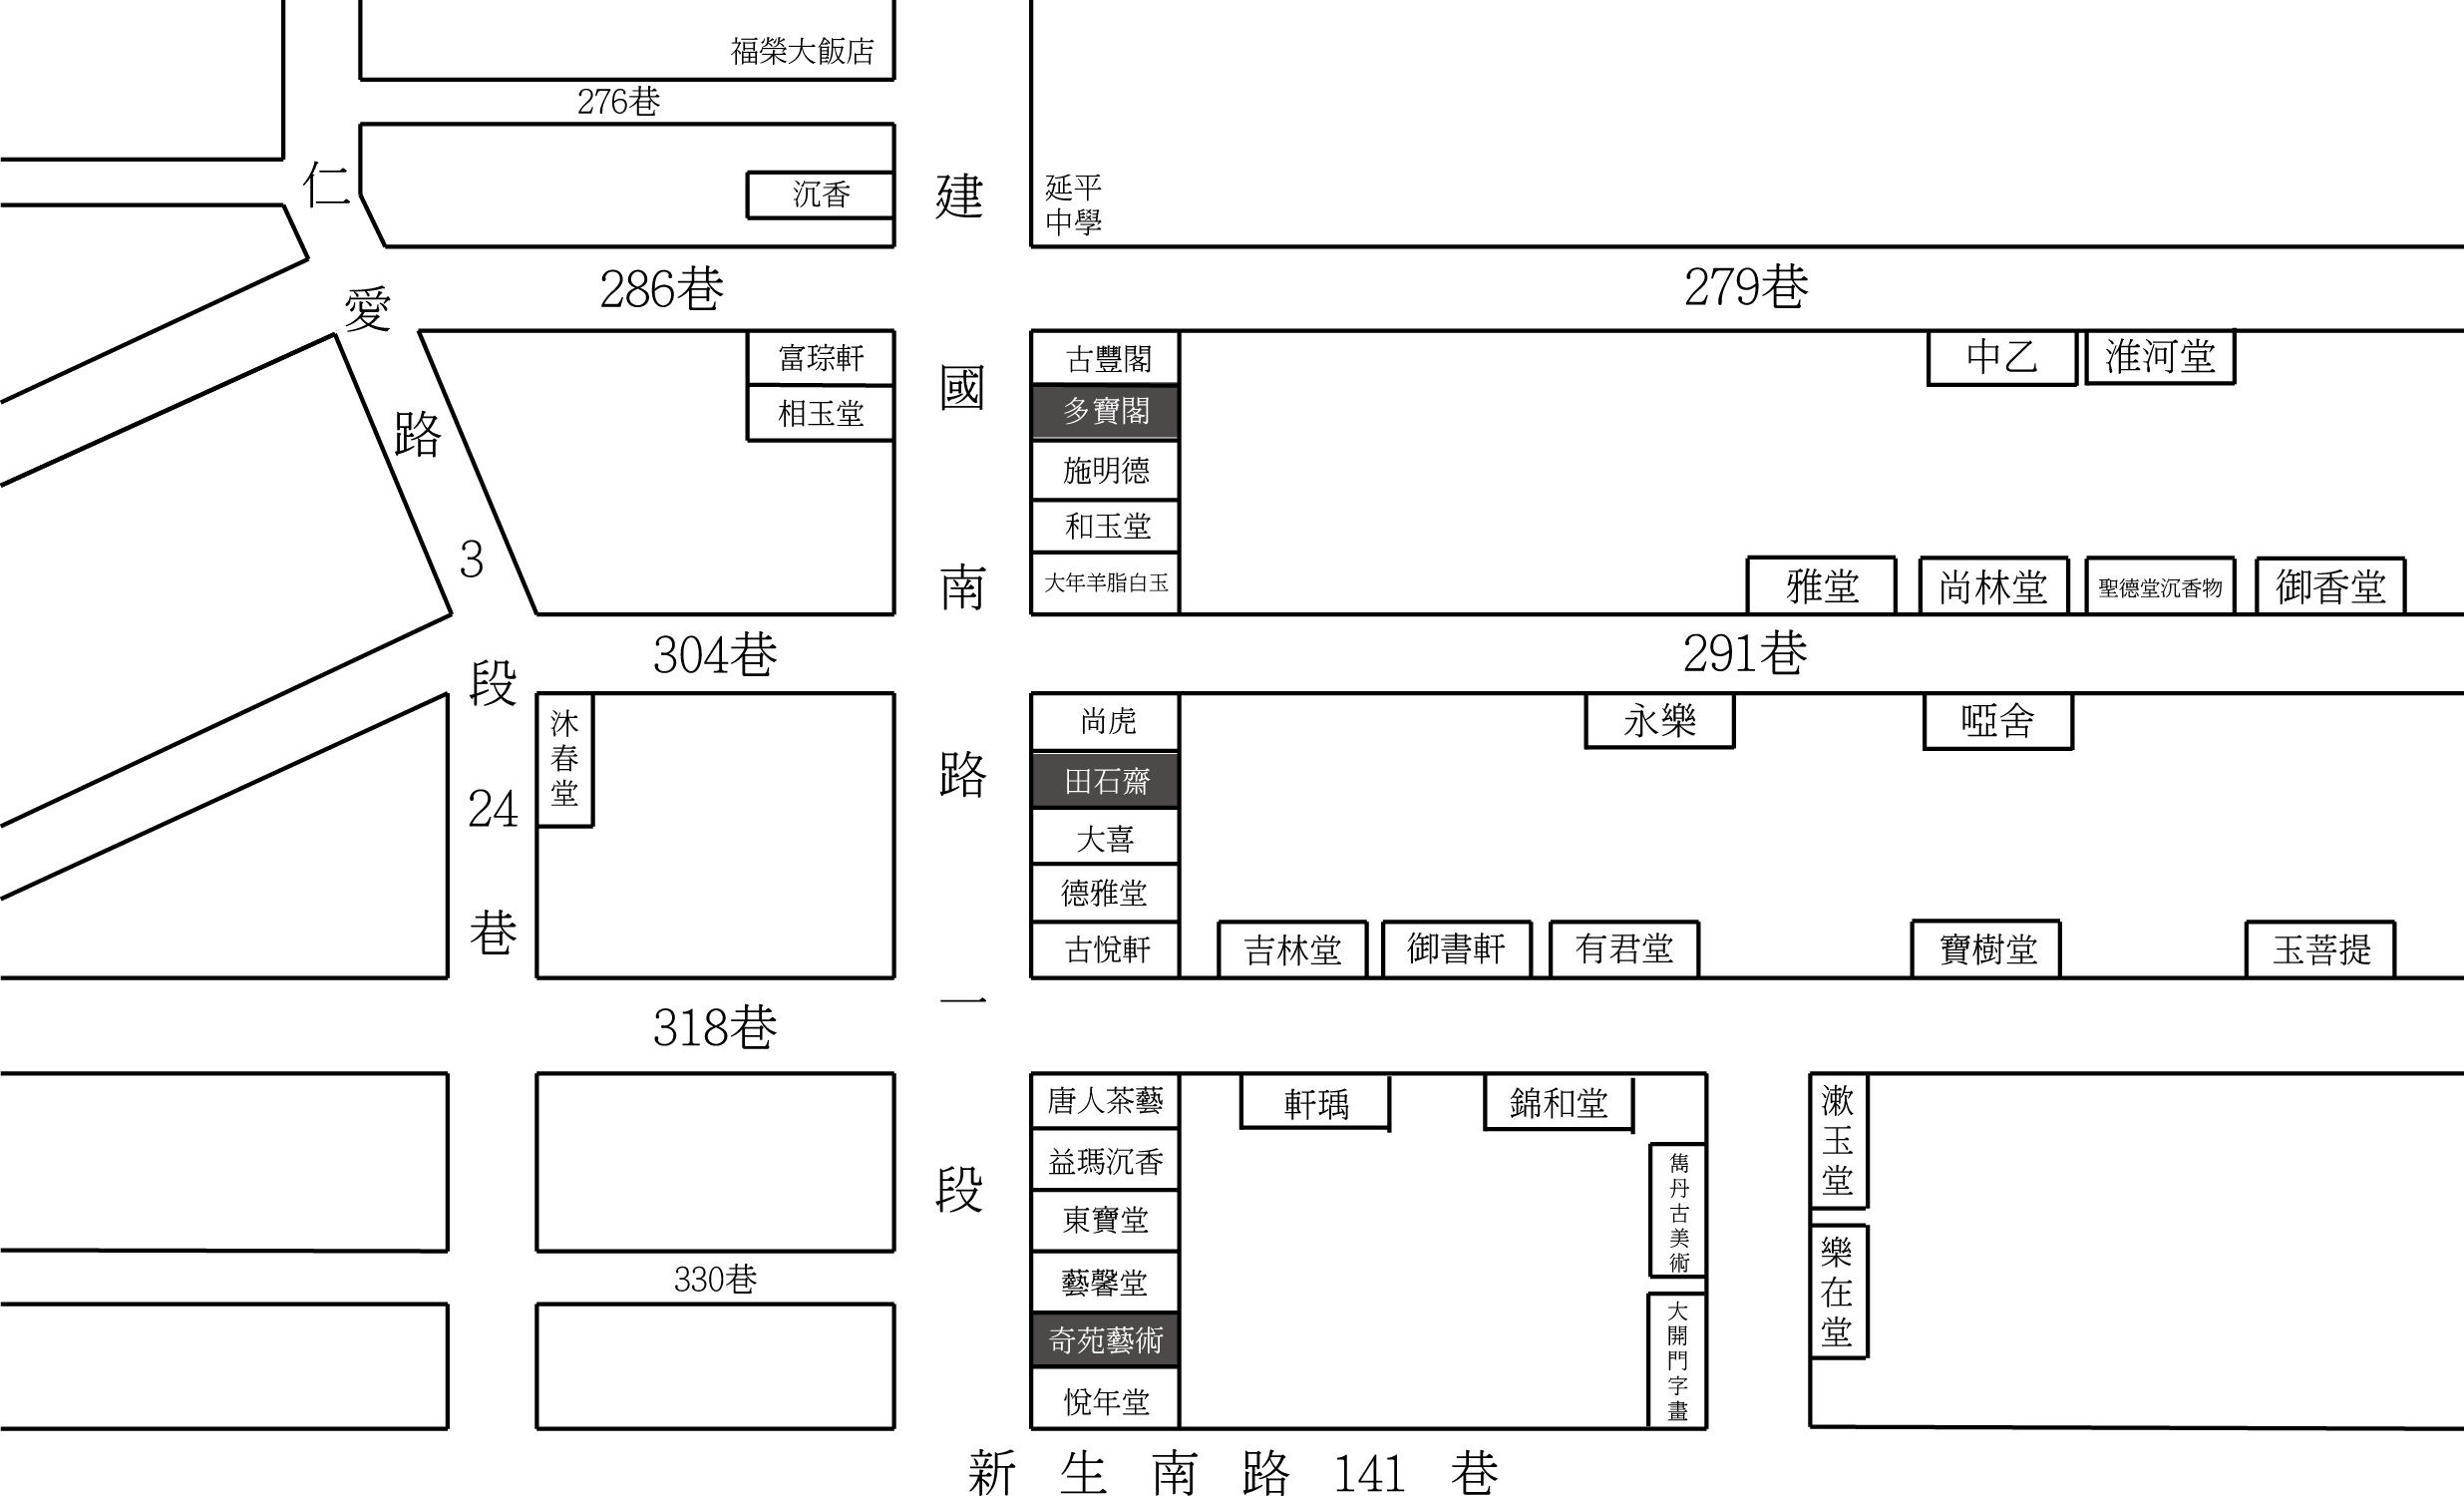 福榮大飯店
276巷
沉香
仁愛路3段24巷
建國南路一段
延平
中學
286巷
279巷
富琮軒
相玉堂
古豐閣
多寶閣
施明德
和玉堂
大年羊脂白玉
中乙
淮河堂
雅堂
尚林堂
聖德堂沉香物
御香堂
304巷
291巷
沐春堂
尚虎
田石齋
大喜
德雅堂
古悅軒
永樂
啞舍
吉林堂
御書軒
有君堂
寶樹堂
玉菩提
318巷
唐人茶藝
益瑪沉香
東寶堂
藝馨堂
奇苑藝術
悅年堂
軒瑀
錦和堂
雋丹古美術
大開門字畫
漱玉堂
樂在堂
330巷
新生南路141巷